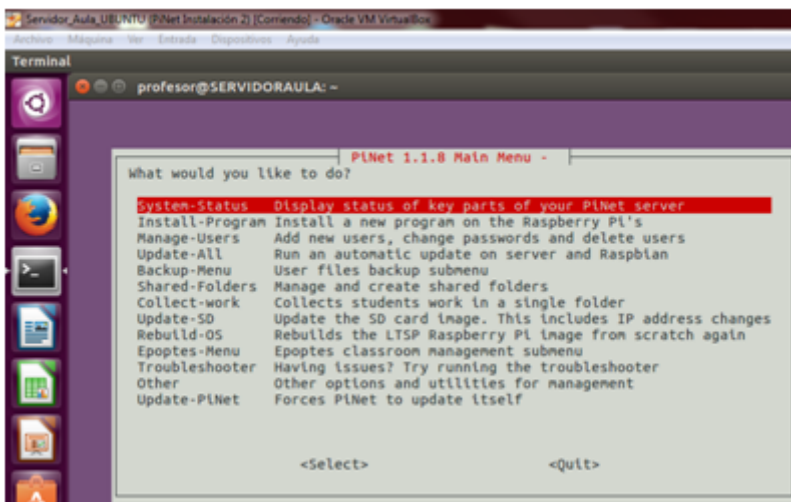 Servidor_Aula_UBUNTU (PiNet Instalación 2) [Corriendo] - Oracle VM VirtualBox
Archivo Máquina Ver Entrada Dispositivos Ayuda
Terminal
profesor@SERVIDORAULA: ~
PiNet 1.1.8 Main Menu -
What would you like to do?
System-Status Display status of key parts of your PiNet server
Install-Program Install a new program on the Raspberry Pi's
Manage-Users Add new users, change passwords and delete users
Update-All Run an automatic update on server and Raspbian
Backup-Menu User files backup submenu
Shared-Folders Manage and create shared folders
Collect-work Collects students work in a single folder
Update-SD Update the SD card image. This includes IP address changes
Rebuild-OS Rebuilds the LTSP Raspberry Pi image from scratch again
Epoptes-Menu Epoptes classroom management submenu
Troubleshooter Having issues? Try running the troubleshooter
Other Other options and utilities for management
Update-PiNet Forces PiNet to update itself
<Select> <Quit>